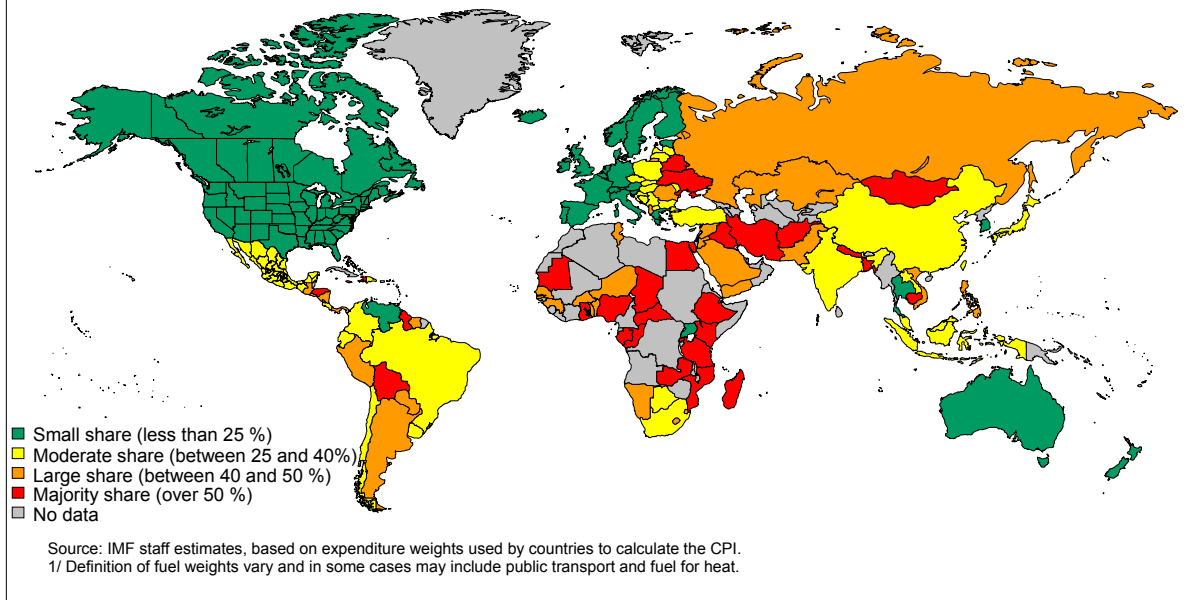 Small share (less than 25 %)
Moderate share (between 25 and 40%)
Large share (between 40 and 50 %)
Majority share (over 50 %)
No data
Source: IMF staff estimates, based on expenditure weights used by countries to calculate the CPI.
1/ Definition of fuel weights vary and in some cases may include public transport and fuel for heat.